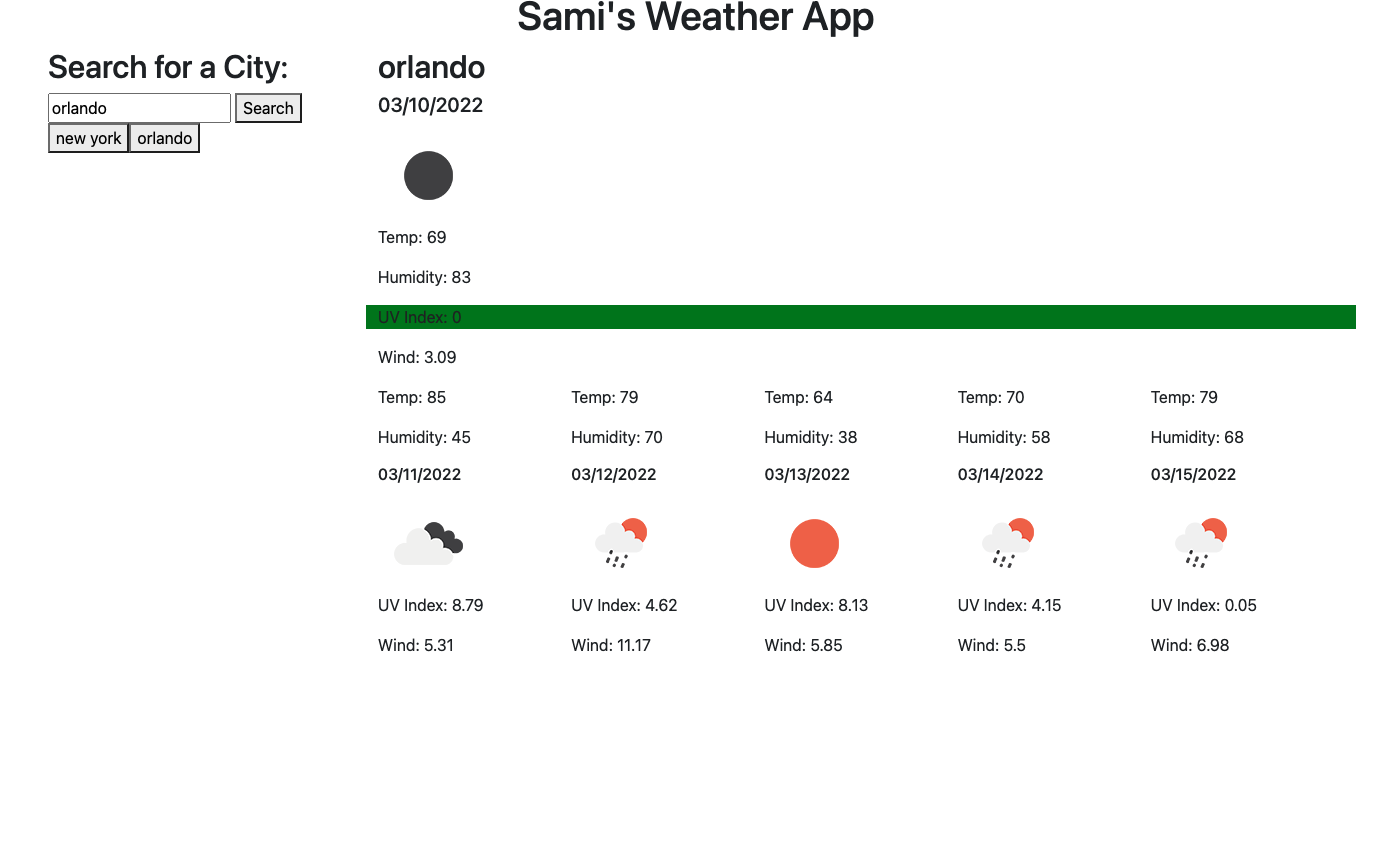 Sami's Weather App
Search for a City:
orlando
Search
new york
orlando
orlando
03/10/2022
Temp: 69
Humidity: 83
UV Index: 0
Wind: 3.09
Temp: 85
Humidity: 45
03/11/2022
UV Index: 8.79
Wind: 5.31
Temp: 79
Humidity: 70
03/12/2022
UV Index: 4.62
Wind: 11.17
Temp: 64
Humidity: 38
03/13/2022
UV Index: 8.13
Wind: 5.85
Temp: 70
Humidity: 58
03/14/2022
UV Index: 4.15
Wind: 5.5
Temp: 79
Humidity: 68
03/15/2022
UV Index: 0.05
Wind: 6.98